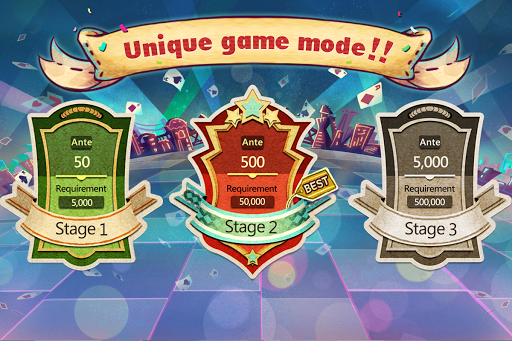 Unique game mode!!
Ante
50
Requirement
5,000
Stage 1
Ante
500
Requirement
50,000
BEST
Stage 2
Ante
5,000
Requirement
500,000
Stage 3